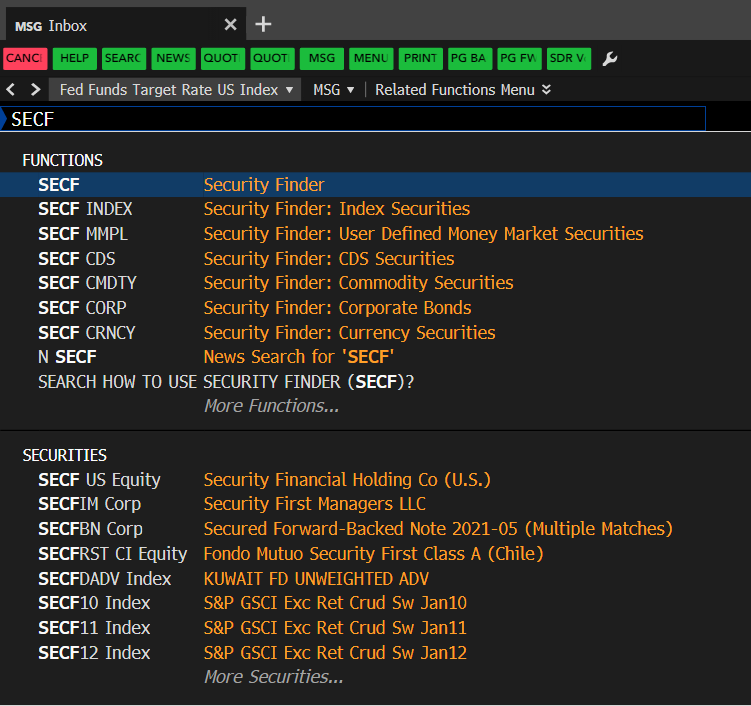 MSG Inbox
CANCI HELP SEARC NEWS QUOTI QUOTI MSG MENU PRINT PG BA PG FW SDR V
Fed Funds Target Rate US Index MSG Related Functions Menu
SECF
FUNCTIONS
SECF Security Finder
SECF INDEX Security Finder: Index Securities
SECF MMPL Security Finder: User Defined Money Market Securities
SECF CDS Security Finder: CDS Securities
SECF CMDTY Security Finder: Commodity Securities
SECF CORP Security Finder: Corporate Bonds
SECF CRNCY Security Finder: Currency Securities
N SECF News Search for 'SECF'
SEARCH HOW TO USE SECURITY FINDER (SECF)?
More Functions...
SECURITIES
SECF US Equity Security Financial Holding Co (U.S.)
SECFIM Corp Security First Managers LLC
SECFBN Corp Secured Forward-Backed Note 2021-05 (Multiple Matches)
SECFRST CI Equity Fondo Mutuo Security First Class A (Chile)
SECFDADV Index KUWAIT FD UNWEIGHTED ADV
SECF10 Index S&P GSCI Exc Ret Crud Sw Jan10
SECF11 Index S&P GSCI Exc Ret Crud Sw Jan11
SECF12 Index S&P GSCI Exc Ret Crud Sw Jan12
More Securities...